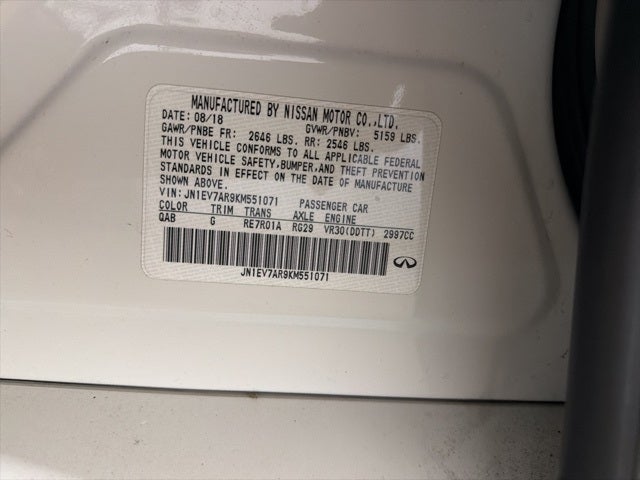 MANUFACTURED BY NISSAN MOTOR CO.,LTD.
DATE: 08/18 GVWR/PNBV: 5159 LBS.
GAWR/PNBE FR: 2646 LBS. RR: 2546 LBS.
THIS VEHICLE CONFORMS TO ALL APPLICABLE FEDERAL
MOTOR VEHICLE SAFETY,BUMPER,AND THEFT PREVENTION
STANDARDS IN EFFECT ON THE DATE OF MANUFACTURE
SHOWN ABOVE.
VIN: JN1EV7AR9KM551071 PASSENGER CAR
COLOR TRIM TRANS AXLE ENGINE
QAB G RE7R01A RG29 VR30(DDTT) 2997CC
JN1EV7AR9KM551071